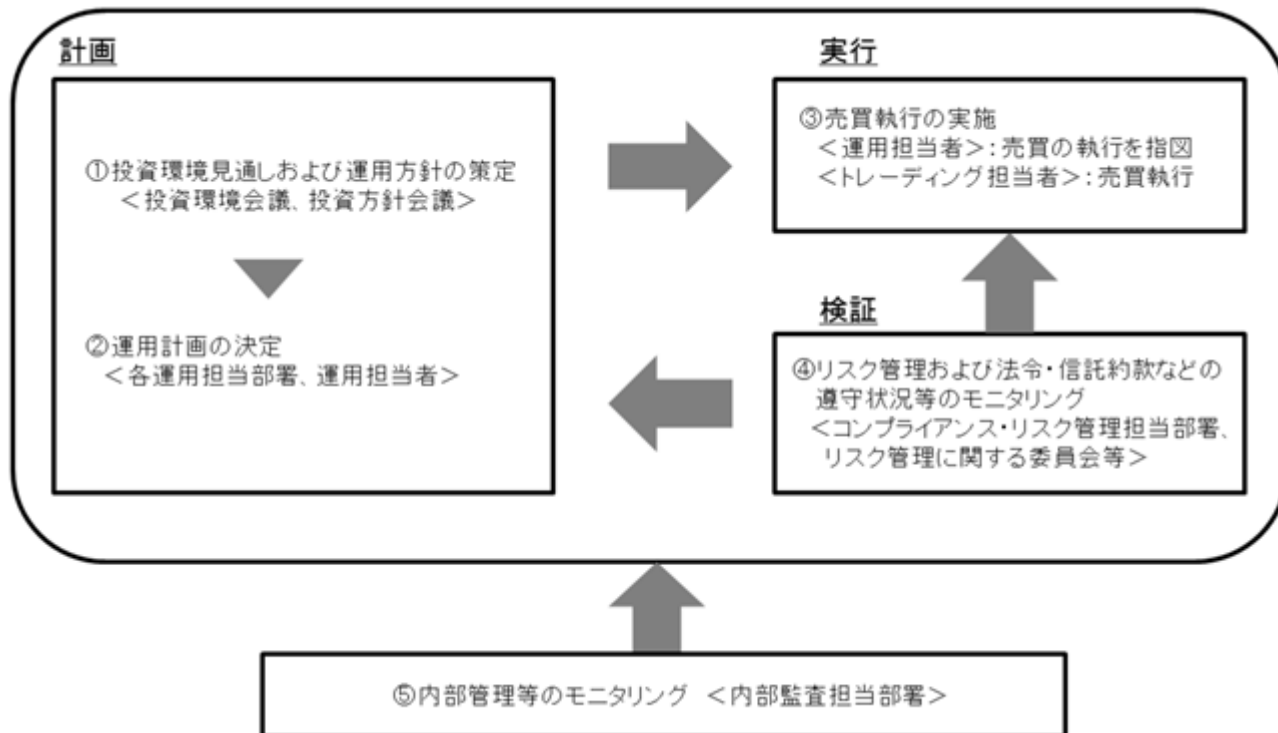 計画
①投資環境見通しおよび運用方針の策定
＜投資環境会議、投資方針会議＞
②運用計画の決定
＜各運用担当部署、運用担当者＞
実行
③売買執行の実施
＜運用担当者＞：売買の執行を指図
＜トレーディング担当者＞：売買執行
検証
④リスク管理および法令・信託約款などの
遵守状況等のモニタリング
＜コンプライアンス・リスク管理担当部署、
リスク管理に関する委員会等＞
⑤内部管理等のモニタリング ＜内部監査担当部署＞